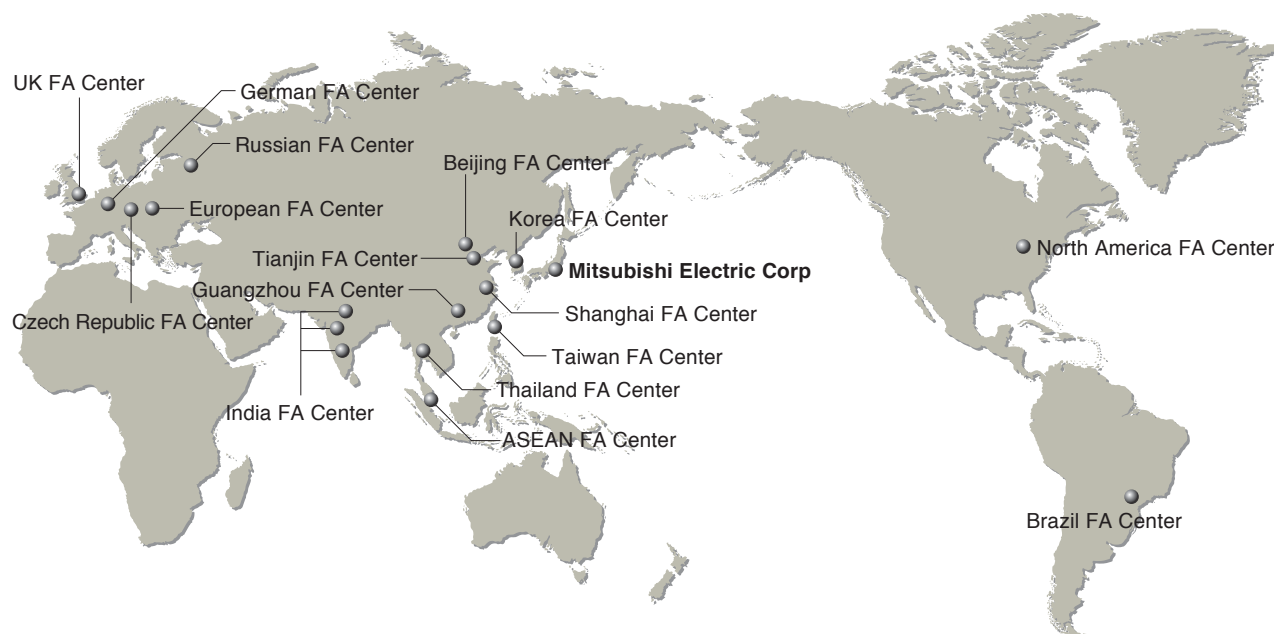 UK FA Center
German FA Center
Russian FA Center
Beijing FA Center
European FA Center
Korea FA Center
North America FA Center
Tianjin FA Center
Mitsubishi Electric Corp
Guangzhou FA Center
Shanghai FA Center
Czech Republic FA Center
Taiwan FA Center
Thailand FA Center
India FA Center
ASEAN FA Center
Brazil FA Center